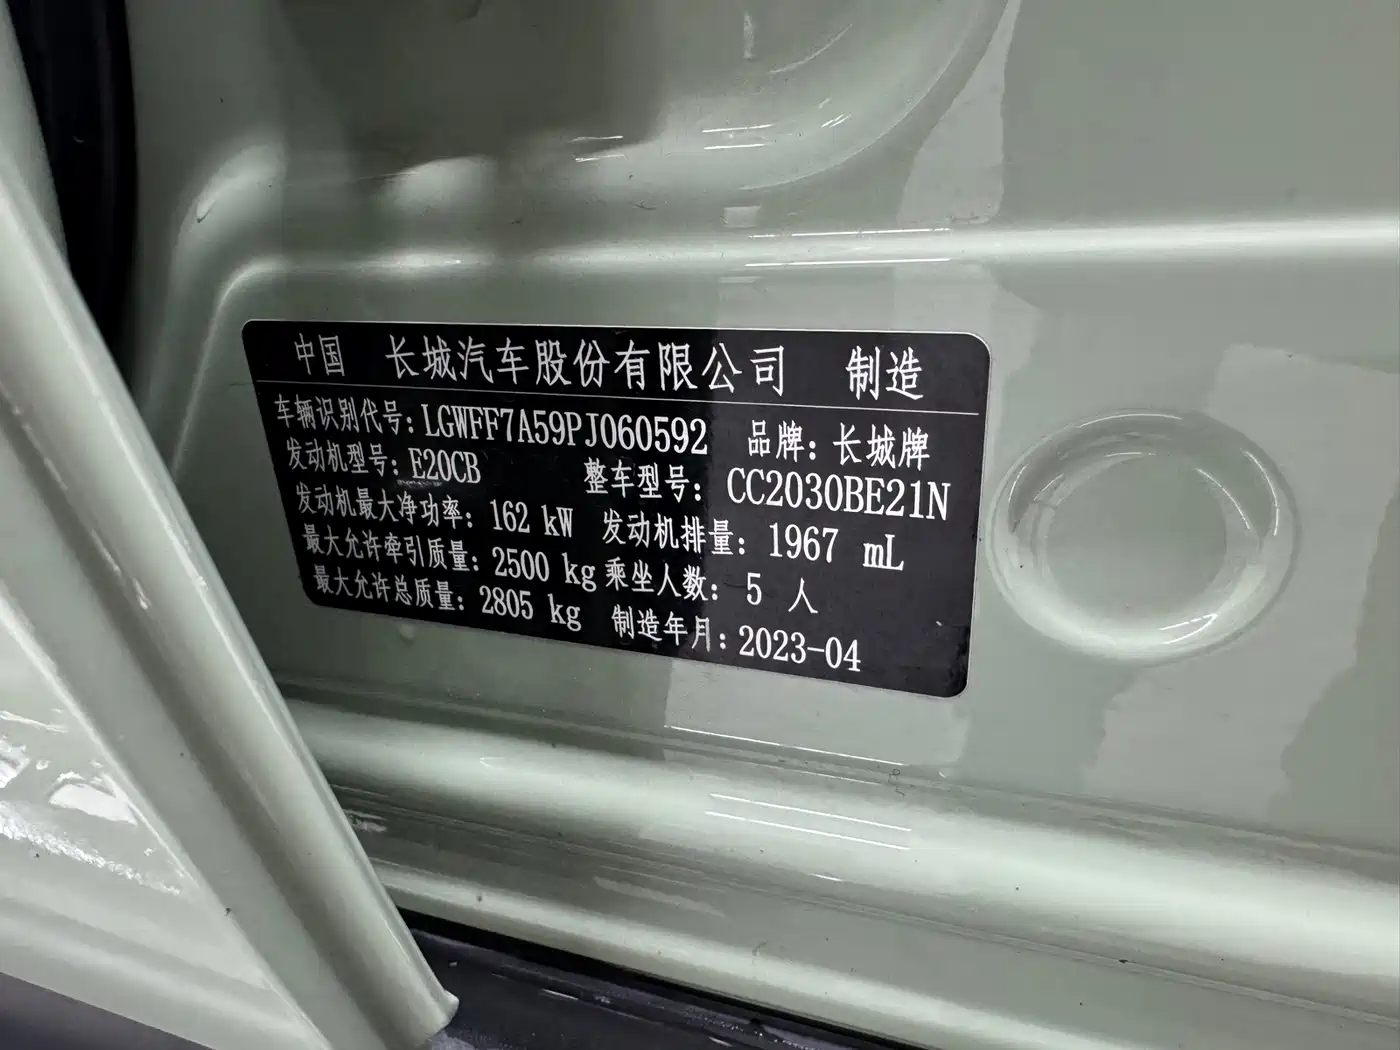 中国 长城汽车股份有限公司 制造
车辆识别代号: LGWFF7A59PJ060592 品牌: 长城牌
发动机型号: E20CB 整车型号: CC2030BE21N
发动机最大净功率: 162 kW 发动机排量: 1967 mL
最大允许牵引质量: 2500 kg 乘坐人数: 5 人
最大允许总质量: 2805 kg 制造年月: 2023-04